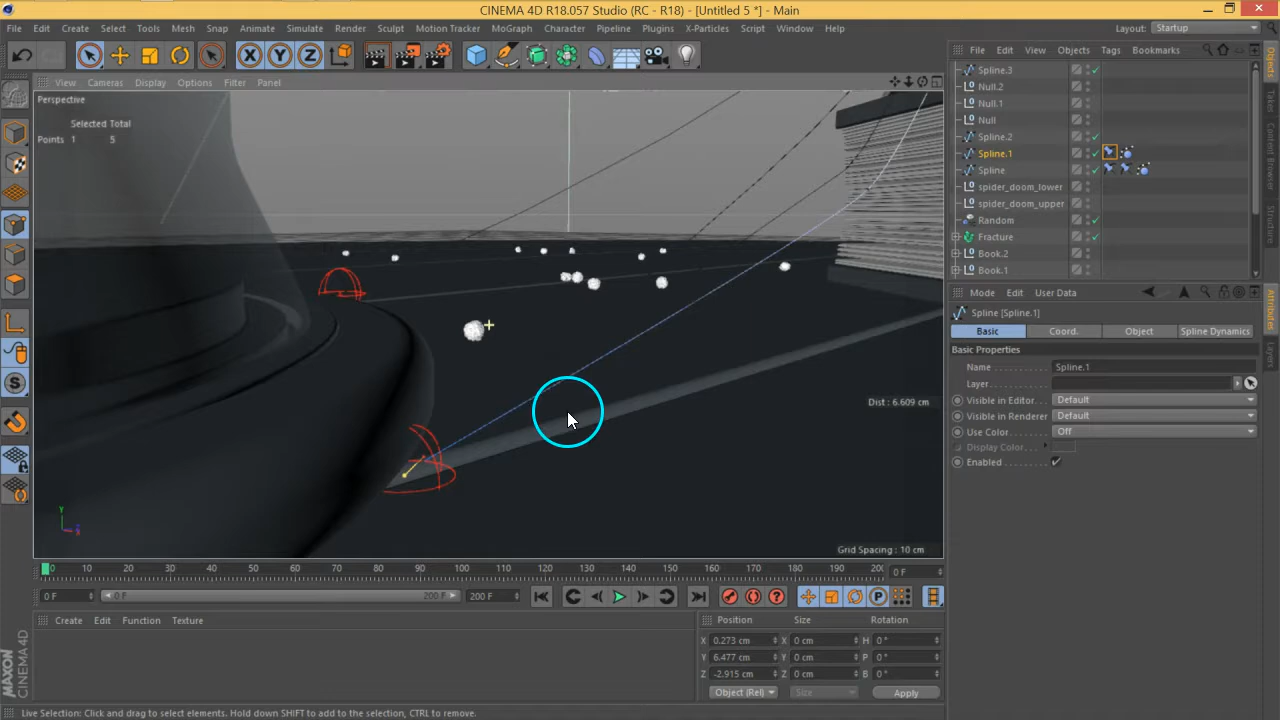 CINEMA 4D R18.057 Studio (RC - R18) - [Untitled 5 *] - Main
File Edit Create Select Tools Mesh Snap Animate Simulate Render Sculpt Motion Tracker MoGraph Character Pipeline Plugins X-Particles Script Window Help
Layout: Startup
X Y Z
File Edit View Objects Tags Bookmarks
View Cameras Display Options Filter Panel
Perspective
Selected Total
Points 1 5
Spline.3
Null.2
Null.1
Null
Spline.2
Spline.1
Spline
spider_doom_lower
spider_doom_upper
Random
Fracture
Book.2
Book.1
Objects
Takes
Content Browser
Structure
Attributes
Layers
Mode Edit User Data
Spline [Spline.1]
Basic Coord. Object Spline Dynamics
Basic Properties
Name Spline.1
Layer
Visible in Editor Default
Visible in Renderer Default
Use Color Off
Display Color
Enabled
Dist : 6.609 cm
Y
X
Grid Spacing : 10 cm
0 10 20 30 40 50 60 70 80 90 100 110 120 130 140 150 160 170 180 190 200 0 F
0 F 0 F 200 F 200 F
P
Create Edit Function Texture
Position Size Rotation
X 0.273 cm X 0 cm H 0 °
Y 6.477 cm Y 0 cm P 0 °
Z -2.915 cm Z 0 cm B 0 °
Object (Rel) Size Apply
MAXON CINEMA 4D
Live Selection: Click and drag to select elements. Hold down SHIFT to add to the selection, CTRL to remove.